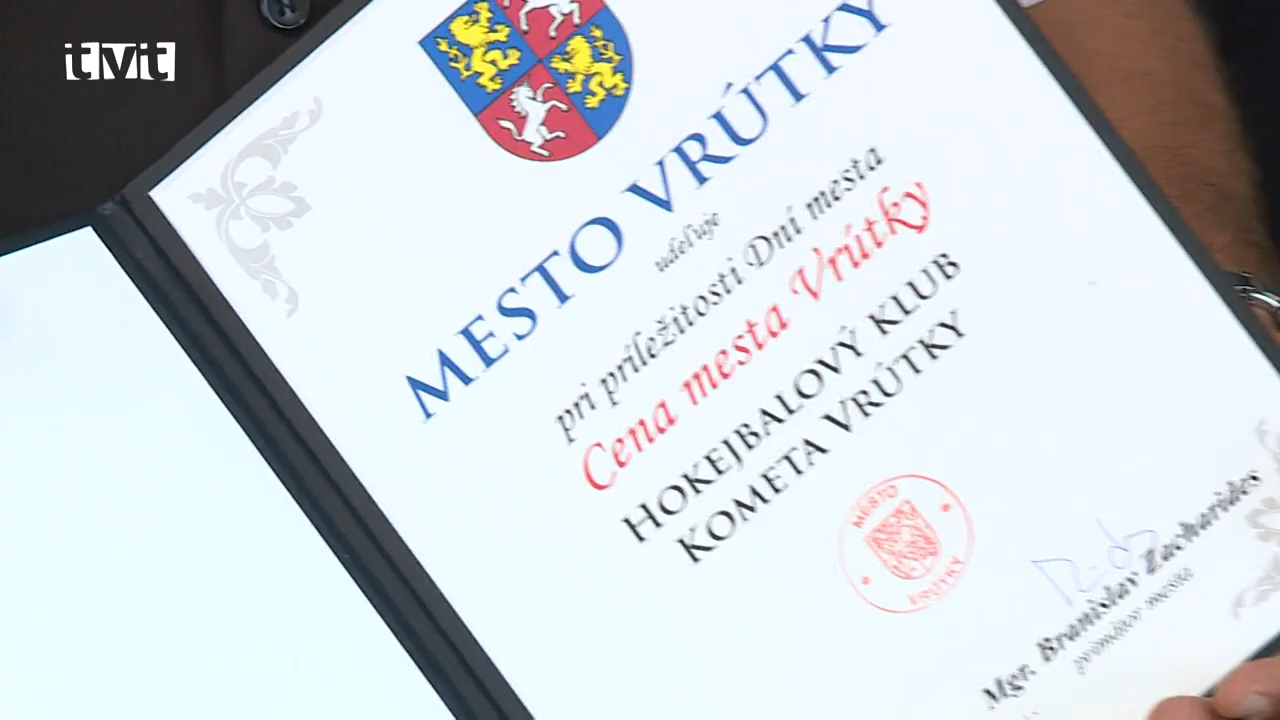 tvit
MESTO VRÚTKY
udeľuje
pri príležitosti Dní mesta
Cena mesta Vrútky
HOKEJBALOVÝ KLUB
KOMETA VRÚTKY
MESTO
VRÚTKY
Mgr. Branislav Zacharides
primátor mesta